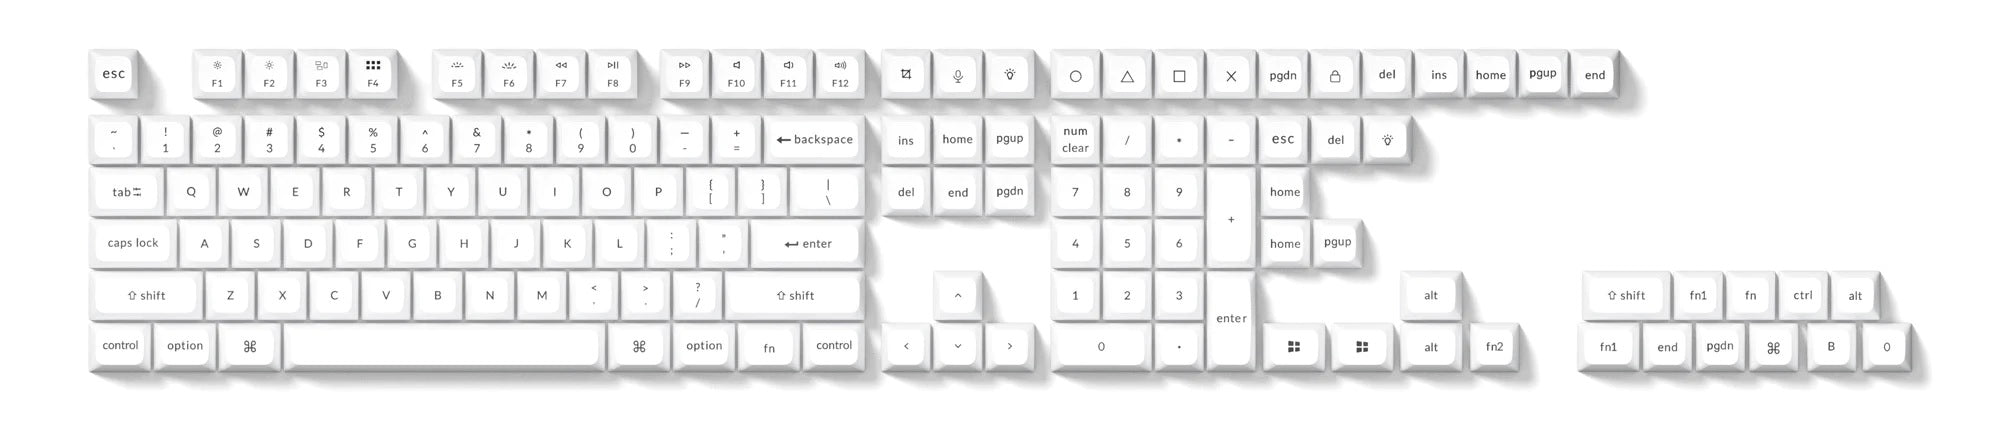 esc F1 F2 F3 F4 F5 F6 F7 F8 F9 F10 F11 F12 pgdn del ins home pgup end
~ ! @ # $ % ^ & * ( ) — +
1 2 3 4 5 6 7 8 9 0 - = ← backspace ins home pgup num clear / * - esc del
tab Q W E R T Y U I O P { [ } ] | \ del end pgdn 7 8 9 + home
caps lock A S D F G H J K L : ; " ' enter 4 5 6 home pgup
⇧ shift Z X C V B N M < > ? / ⇧ shift ^ 1 2 3 enter alt ⇧ shift fn1 fn ctrl alt
control option ⌘ ⌘ option fn control 0 . alt fn2 fn1 end pgdn ⌘ B 0